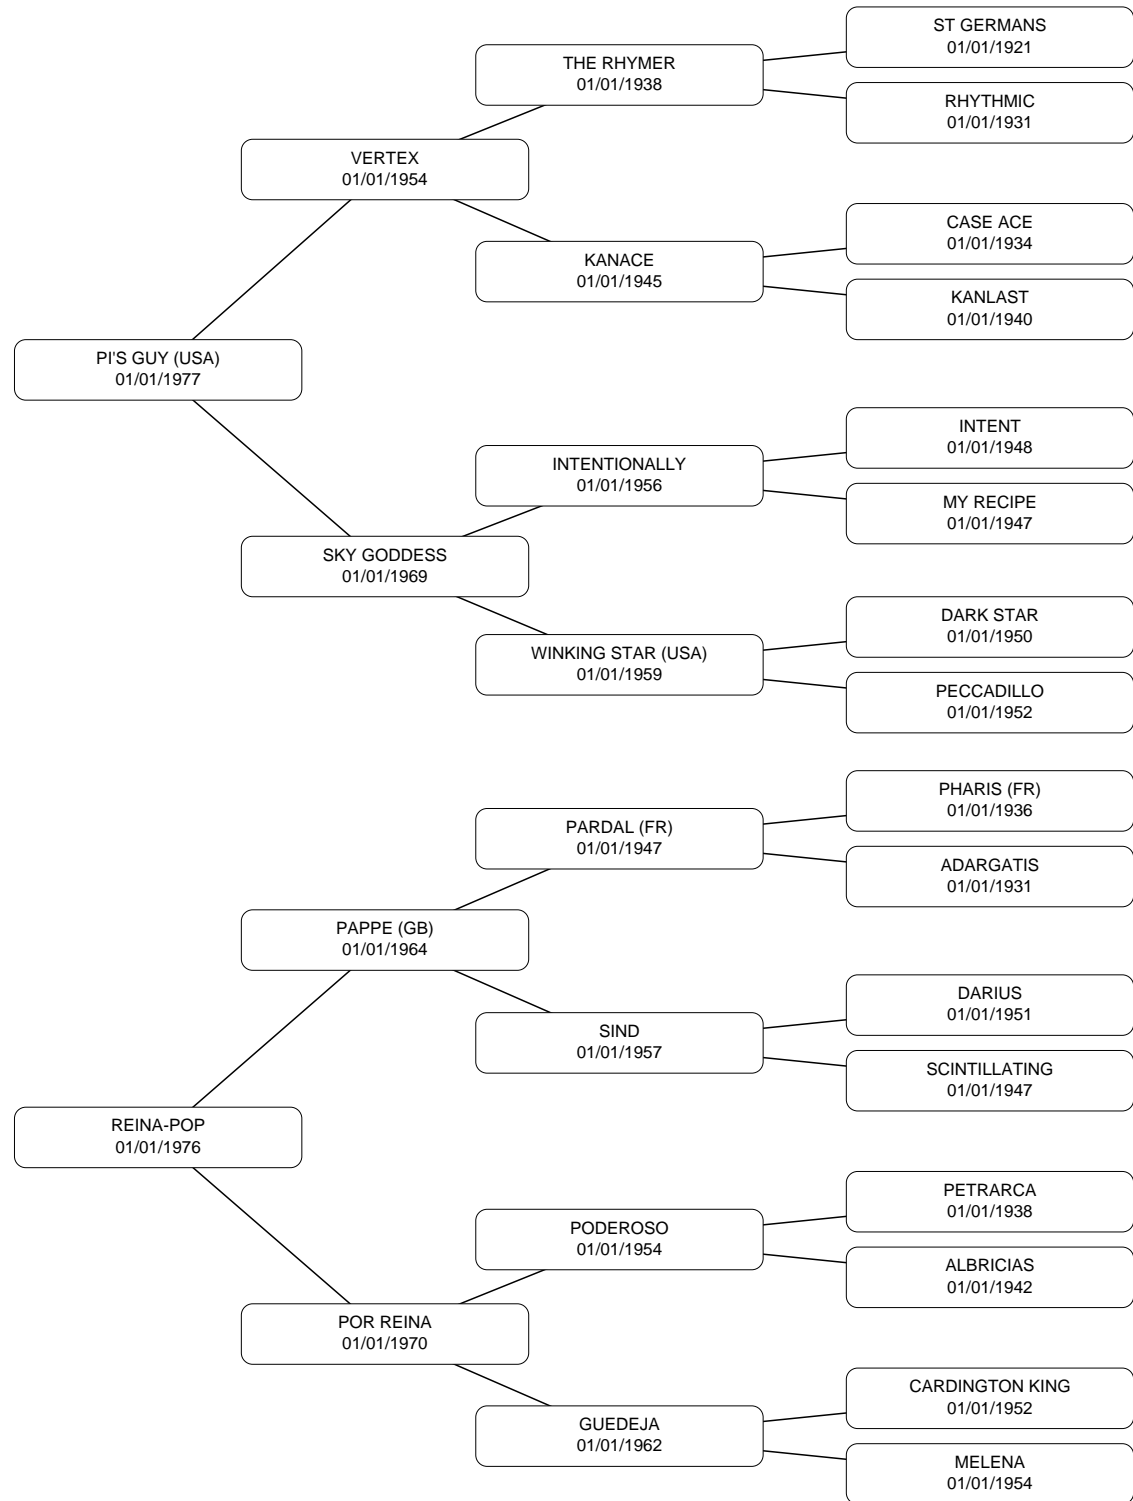 ST GERMANS
01/01/1921
THE RHYMER
01/01/1938
RHYTHMIC
01/01/1931
VERTEX
01/01/1954
CASE ACE
01/01/1934
KANACE
01/01/1945
KANLAST
01/01/1940
PI'S GUY (USA)
01/01/1977
INTENT
01/01/1948
INTENTIONALLY
01/01/1956
MY RECIPE
01/01/1947
SKY GODDESS
01/01/1969
DARK STAR
01/01/1950
WINKING STAR (USA)
01/01/1959
PECCADILLO
01/01/1952
PHARIS (FR)
01/01/1936
PARDAL (FR)
01/01/1947
ADARGATIS
01/01/1931
PAPPE (GB)
01/01/1964
DARIUS
01/01/1951
SIND
01/01/1957
SCINTILLATING
01/01/1947
REINA-POP
01/01/1976
PETRARCA
01/01/1938
PODEROSO
01/01/1954
ALBRICIAS
01/01/1942
POR REINA
01/01/1970
CARDINGTON KING
01/01/1952
GUEDEJA
01/01/1962
MELENA
01/01/1954